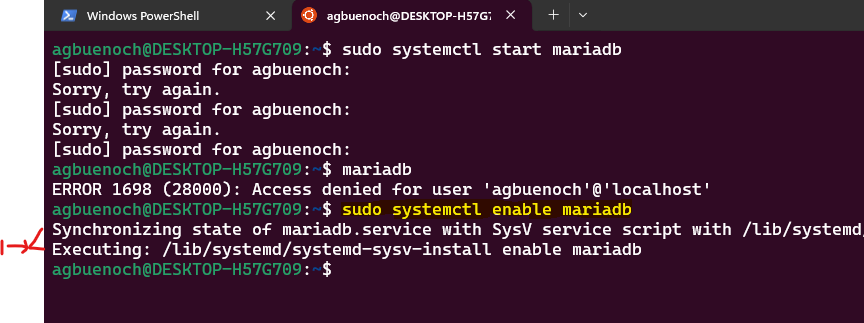 Windows PowerShell
agbuenoch@DESKTOP-H57G7
agbuenoch@DESKTOP-H57G709:~$ sudo systemctl start mariadb
[sudo] password for agbuenoch:
Sorry, try again.
[sudo] password for agbuenoch:
Sorry, try again.
[sudo] password for agbuenoch:
agbuenoch@DESKTOP-H57G709:~$ mariadb
ERROR 1698 (28000): Access denied for user 'agbuenoch'@'localhost'
agbuenoch@DESKTOP-H57G709:~$ sudo systemctl enable mariadb
Synchronizing state of mariadb.service with SysV service script with /lib/systemd/
Executing: /lib/systemd/systemd-sysv-install enable mariadb
agbuenoch@DESKTOP-H57G709:~$